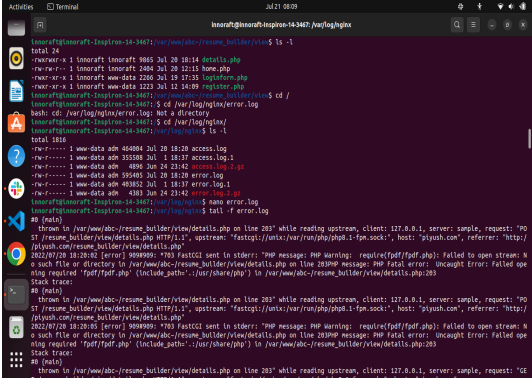 Activities Terminal Jul 21 08:09
innoraft@innoraft-Inspiron-14-3467: /var/log/nginx
innoraft@innoraft-Inspiron-14-3467:/var/www/abc-/resume_builder/view$ ls -l
total 24
-rwxrwxr-x 1 innoraft innoraft 9865 Jul 20 18:14 details.php
-rw-r--r-- 1 innoraft innoraft 2404 Jul 20 12:15 home.php
-rwxr-xr-x 1 innoraft www-data 2266 Jul 19 17:35 loginform.php
-rwxr-xr-x 1 innoraft www-data 1223 Jul 12 14:09 register.php
innoraft@innoraft-Inspiron-14-3467:/var/www/abc-/resume_builder/view$ cd /
innoraft@innoraft-Inspiron-14-3467:/$ cd /var/log/nginx/error.log
bash: cd: /var/log/nginx/error.log: Not a directory
innoraft@innoraft-Inspiron-14-3467:/$ cd /var/log/nginx/
innoraft@innoraft-Inspiron-14-3467:/var/log/nginx$ ls -l
total 1816
-rw-r----- 1 www-data adm 464004 Jul 20 18:20 access.log
-rw-r----- 1 www-data adm 355508 Jul 1 18:37 access.log.1
-rw-r----- 1 www-data adm 4896 Jun 24 23:42 access.log.2.gz
-rw-r----- 1 www-data adm 595405 Jul 20 18:20 error.log
-rw-r----- 1 www-data adm 403852 Jul 1 18:37 error.log.1
-rw-r----- 1 www-data adm 4383 Jun 24 23:42 error.log.2.gz
innoraft@innoraft-Inspiron-14-3467:/var/log/nginx$ nano error.log
innoraft@innoraft-Inspiron-14-3467:/var/log/nginx$ tail -f error.log
#0 {main}
thrown in /var/www/abc-/resume_builder/view/details.php on line 203" while reading upstream, client: 127.0.0.1, server: sample, request: "PO
ST /resume_builder/view/details.php HTTP/1.1", upstream: "fastcgi://unix:/var/run/php/php8.1-fpm.sock:", host: "piyush.com", referrer: "http:/
/piyush.com/resume_builder/view/details.php"
2022/07/20 18:20:02 [error] 909#909: *703 FastCGI sent in stderr: "PHP message: PHP Warning: require(fpdf/fpdf.php): Failed to open stream: N
o such file or directory in /var/www/abc-/resume_builder/view/details.php on line 203PHP message: PHP Fatal error: Uncaught Error: Failed ope
ning required 'fpdf/fpdf.php' (include_path='.:/usr/share/php') in /var/www/abc-/resume_builder/view/details.php:203
Stack trace:
#0 {main}
thrown in /var/www/abc-/resume_builder/view/details.php on line 203" while reading upstream, client: 127.0.0.1, server: sample, request: "PO
ST /resume_builder/view/details.php HTTP/1.1", upstream: "fastcgi://unix:/var/run/php/php8.1-fpm.sock:", host: "piyush.com", referrer: "http:/
/piyush.com/resume_builder/view/details.php"
2022/07/20 18:20:05 [error] 909#909: *703 FastCGI sent in stderr: "PHP message: PHP Warning: require(fpdf/fpdf.php): Failed to open stream: N
o such file or directory in /var/www/abc-/resume_builder/view/details.php on line 203PHP message: PHP Fatal error: Uncaught Error: Failed ope
ning required 'fpdf/fpdf.php' (include_path='.:/usr/share/php') in /var/www/abc-/resume_builder/view/details.php:203
Stack trace:
#0 {main}
thrown in /var/www/abc-/resume_builder/view/details.php on line 203" while reading upstream, client: 127.0.0.1, server: sample, request: "G